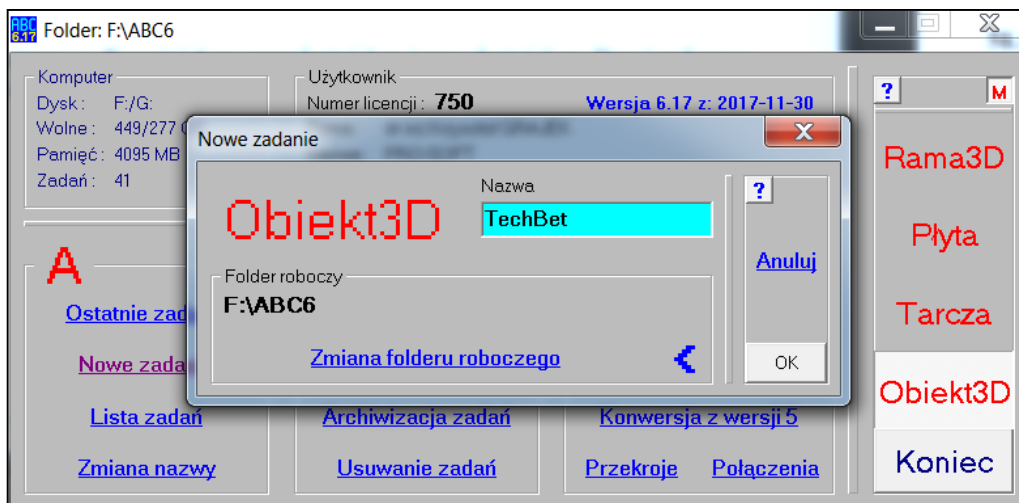 ABC
6.17
Folder: F:\ABC6
Komputer
Dysk : F:/G:
Wolne : 449/277
Pamięć : 4095 MB
Zadań : 41
Użytkownik
Numer licencji : 750
Wersja 6.17 z: 2017-11-30
Nowe zadanie
Obiekt3D
Nazwa
TechBet
Folder roboczy
F:\ABC6
Zmiana folderu roboczego
?
Anuluj
OK
A
Ostatnie zad
Nowe zada
Lista zadań
Zmiana nazwy
Archiwizacja zadań
Usuwanie zadań
Konwersja z wersji 5
Przekroje Połączenia
? M
Rama3D
Płyta
Tarcza
Obiekt3D
Koniec